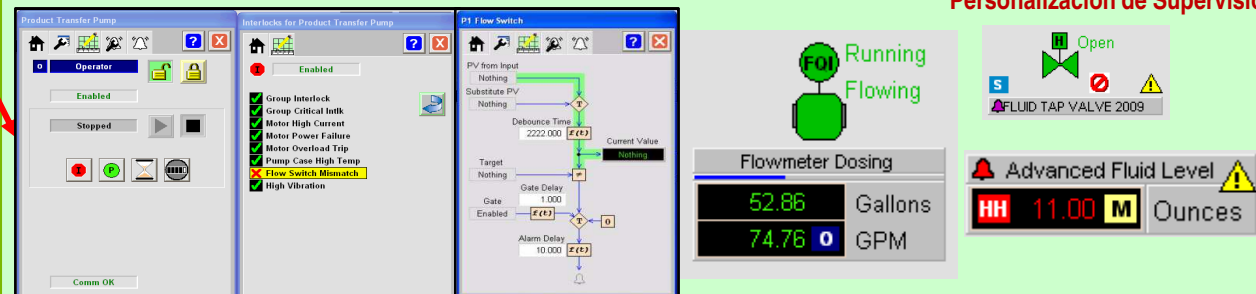 Personalización de Supervisió
Product Transfer Pump
?
X
O Operator
Enabled
Stopped
I
P
Comm OK
Interlocks for Product Transfer Pump
?
X
I Enabled
Group Interlock
Group Critical Intlk
Motor High Current
Motor Power Failure
Motor Overload Trip
Pump Case High Temp
Flow Switch Mismatch
High Vibration
P1 Flow Switch
?
X
PV from Input
Nothing
Substitute PV
Nothing
T
Debounce Time
2222.000 f(t)
Current Value
Nothing
Target
Nothing
≠
Gate Delay
1.000
Gate
Enabled
f(t)
T
0
Alarm Delay
10.000 f(t)
FQI Running
Flowing
Flowmeter Dosing
52.86 Gallons
74.76 O GPM
H Open
S
FLUID TAP VALVE 2009
Advanced Fluid Level
HH 11.00 M Ounces